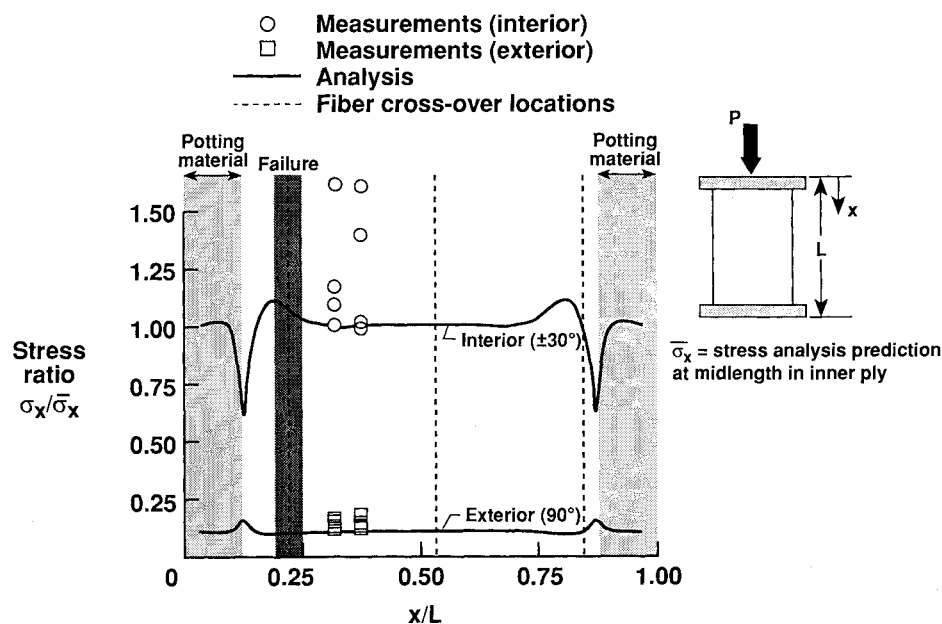 Measurements (interior)
Measurements (exterior)
Analysis
Fiber cross-over locations
Potting
material
Failure
Potting
material
P
x
L
1.50
1.25
1.00
0.75
0.50
0.25
0
0.25
0.50
0.75
1.00
Stress
ratio
σx/σ̅x
Interior (±30°)
Exterior (90°)
x/L
σ̅x = stress analysis prediction
at midlength in inner ply